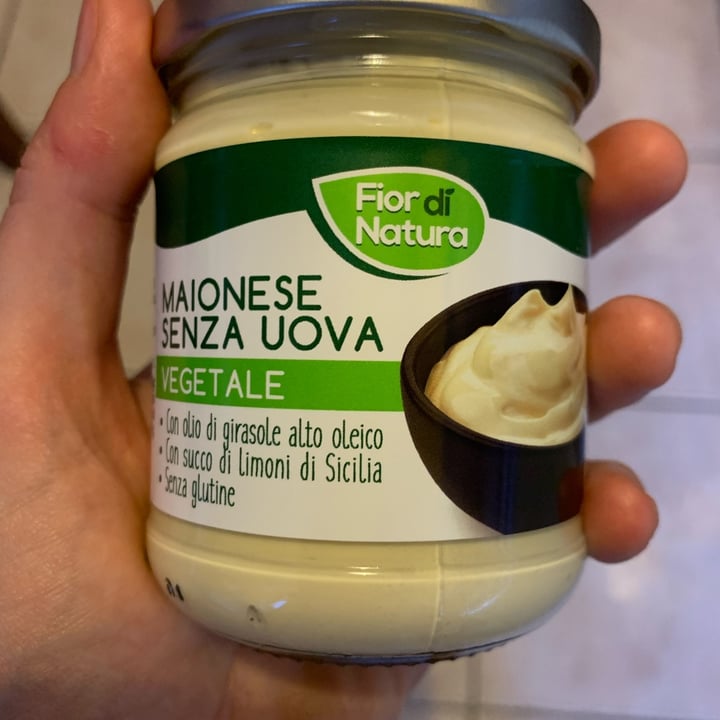 Fior di
Natura
MAIONESE
SENZA UOVA
VEGETALE
• Con olio di girasole alto oleico
• Con succo di limoni di Sicilia
• Senza glutine